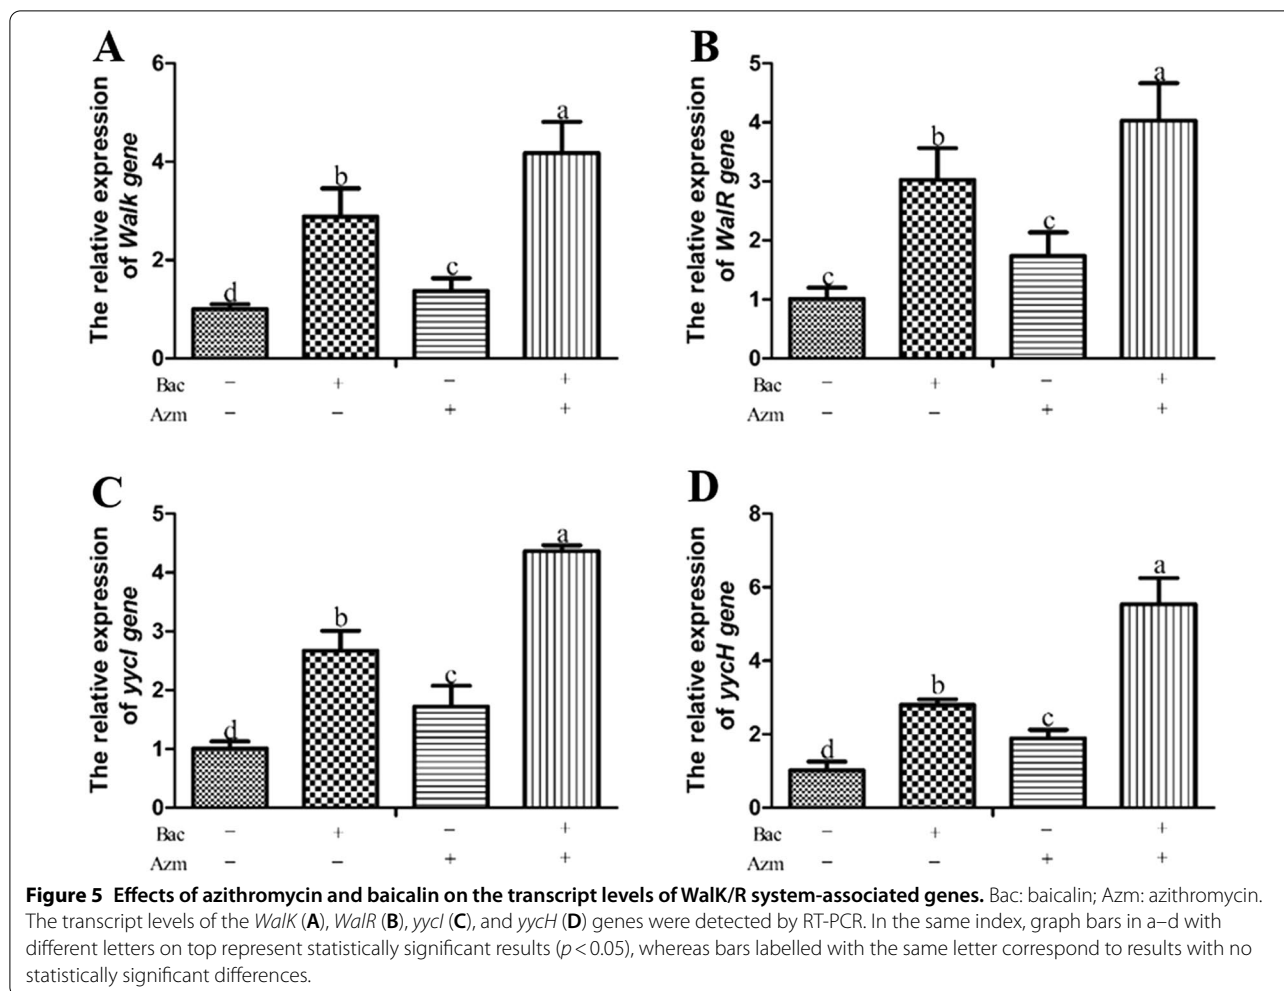 A
The relative expression
of Walk gene
6
4
2
0
d
b
c
a
Bac − + − +
Azm − − + +
B
The relative expression
of WalR gene
5
4
3
2
1
0
c
b
c
a
Bac − + − +
Azm − − + +
C
The relative expression
of yycI gene
5
4
3
2
1
0
d
b
c
a
Bac − + − +
Azm − − + +
D
The relative expression
of yycH gene
8
6
4
2
0
d
b
c
a
Bac − + − +
Azm − − + +
Figure 5 Effects of azithromycin and baicalin on the transcript levels of WalK/R system-associated genes. Bac: baicalin; Azm: azithromycin.
The transcript levels of the WalK (A), WalR (B), yycI (C), and yycH (D) genes were detected by RT-PCR. In the same index, graph bars in a–d with
different letters on top represent statistically significant results (p < 0.05), whereas bars labelled with the same letter correspond to results with no
statistically significant differences.